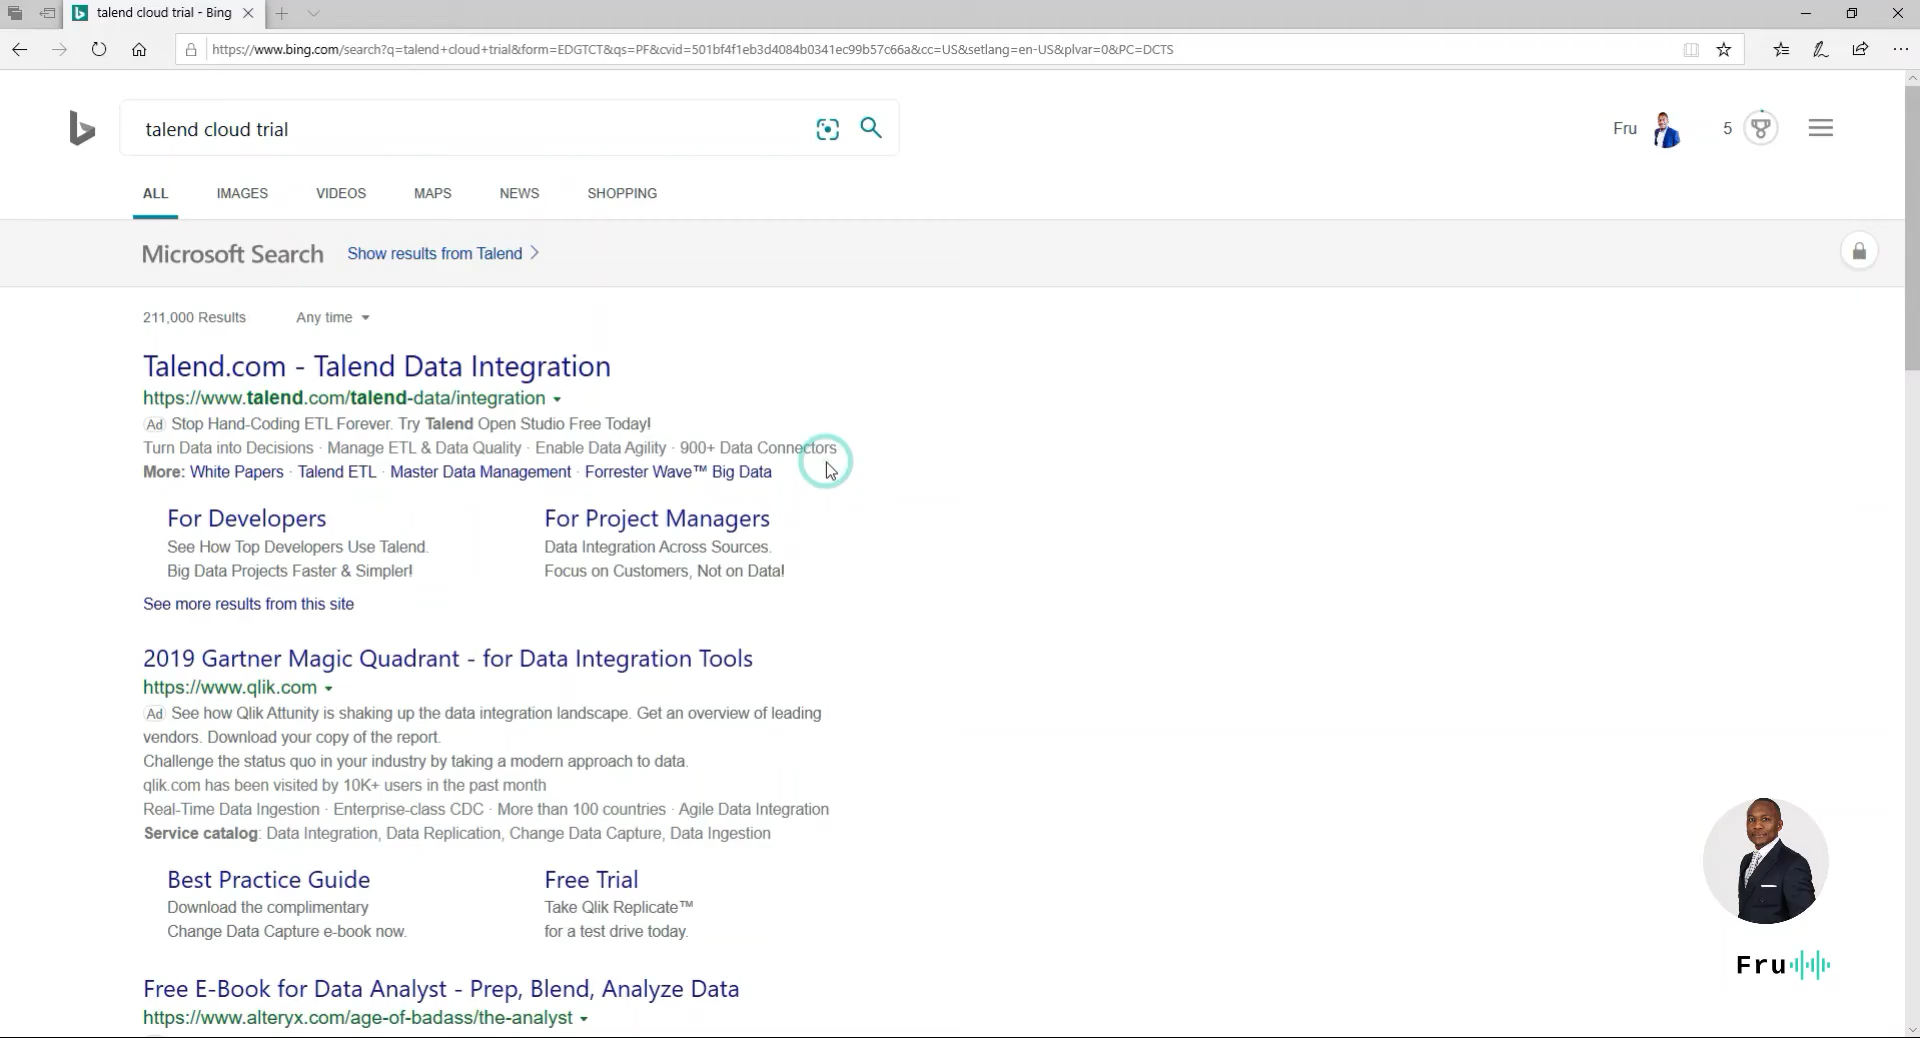 talend cloud trial - Bing
https://www.bing.com/search?q=talend+cloud+trial&form=EDGTCT&qs=PF&cvid=501bf4f1eb3d4084b0341ec99b57c66a&cc=US&setlang=en-US&plvar=0&PC=DCTS
talend cloud trial
Fru
5
ALL IMAGES VIDEOS MAPS NEWS SHOPPING
Microsoft Search Show results from Talend
211,000 Results Any time
Talend.com - Talend Data Integration
https://www.talend.com/talend-data/integration
Ad Stop Hand-Coding ETL Forever. Try Talend Open Studio Free Today!
Turn Data into Decisions · Manage ETL & Data Quality · Enable Data Agility · 900+ Data Connectors
More: White Papers · Talend ETL · Master Data Management · Forrester Wave™ Big Data
For Developers
See How Top Developers Use Talend.
Big Data Projects Faster & Simpler!
For Project Managers
Data Integration Across Sources.
Focus on Customers, Not on Data!
See more results from this site
2019 Gartner Magic Quadrant - for Data Integration Tools
https://www.qlik.com
Ad See how Qlik Attunity is shaking up the data integration landscape. Get an overview of leading
vendors. Download your copy of the report.
Challenge the status quo in your industry by taking a modern approach to data.
qlik.com has been visited by 10K+ users in the past month
Real-Time Data Ingestion · Enterprise-class CDC · More than 100 countries · Agile Data Integration
Service catalog: Data Integration, Data Replication, Change Data Capture, Data Ingestion
Best Practice Guide
Download the complimentary
Change Data Capture e-book now.
Free Trial
Take Qlik Replicate™
for a test drive today.
Free E-Book for Data Analyst - Prep, Blend, Analyze Data
https://www.alteryx.com/age-of-badass/the-analyst
Fru